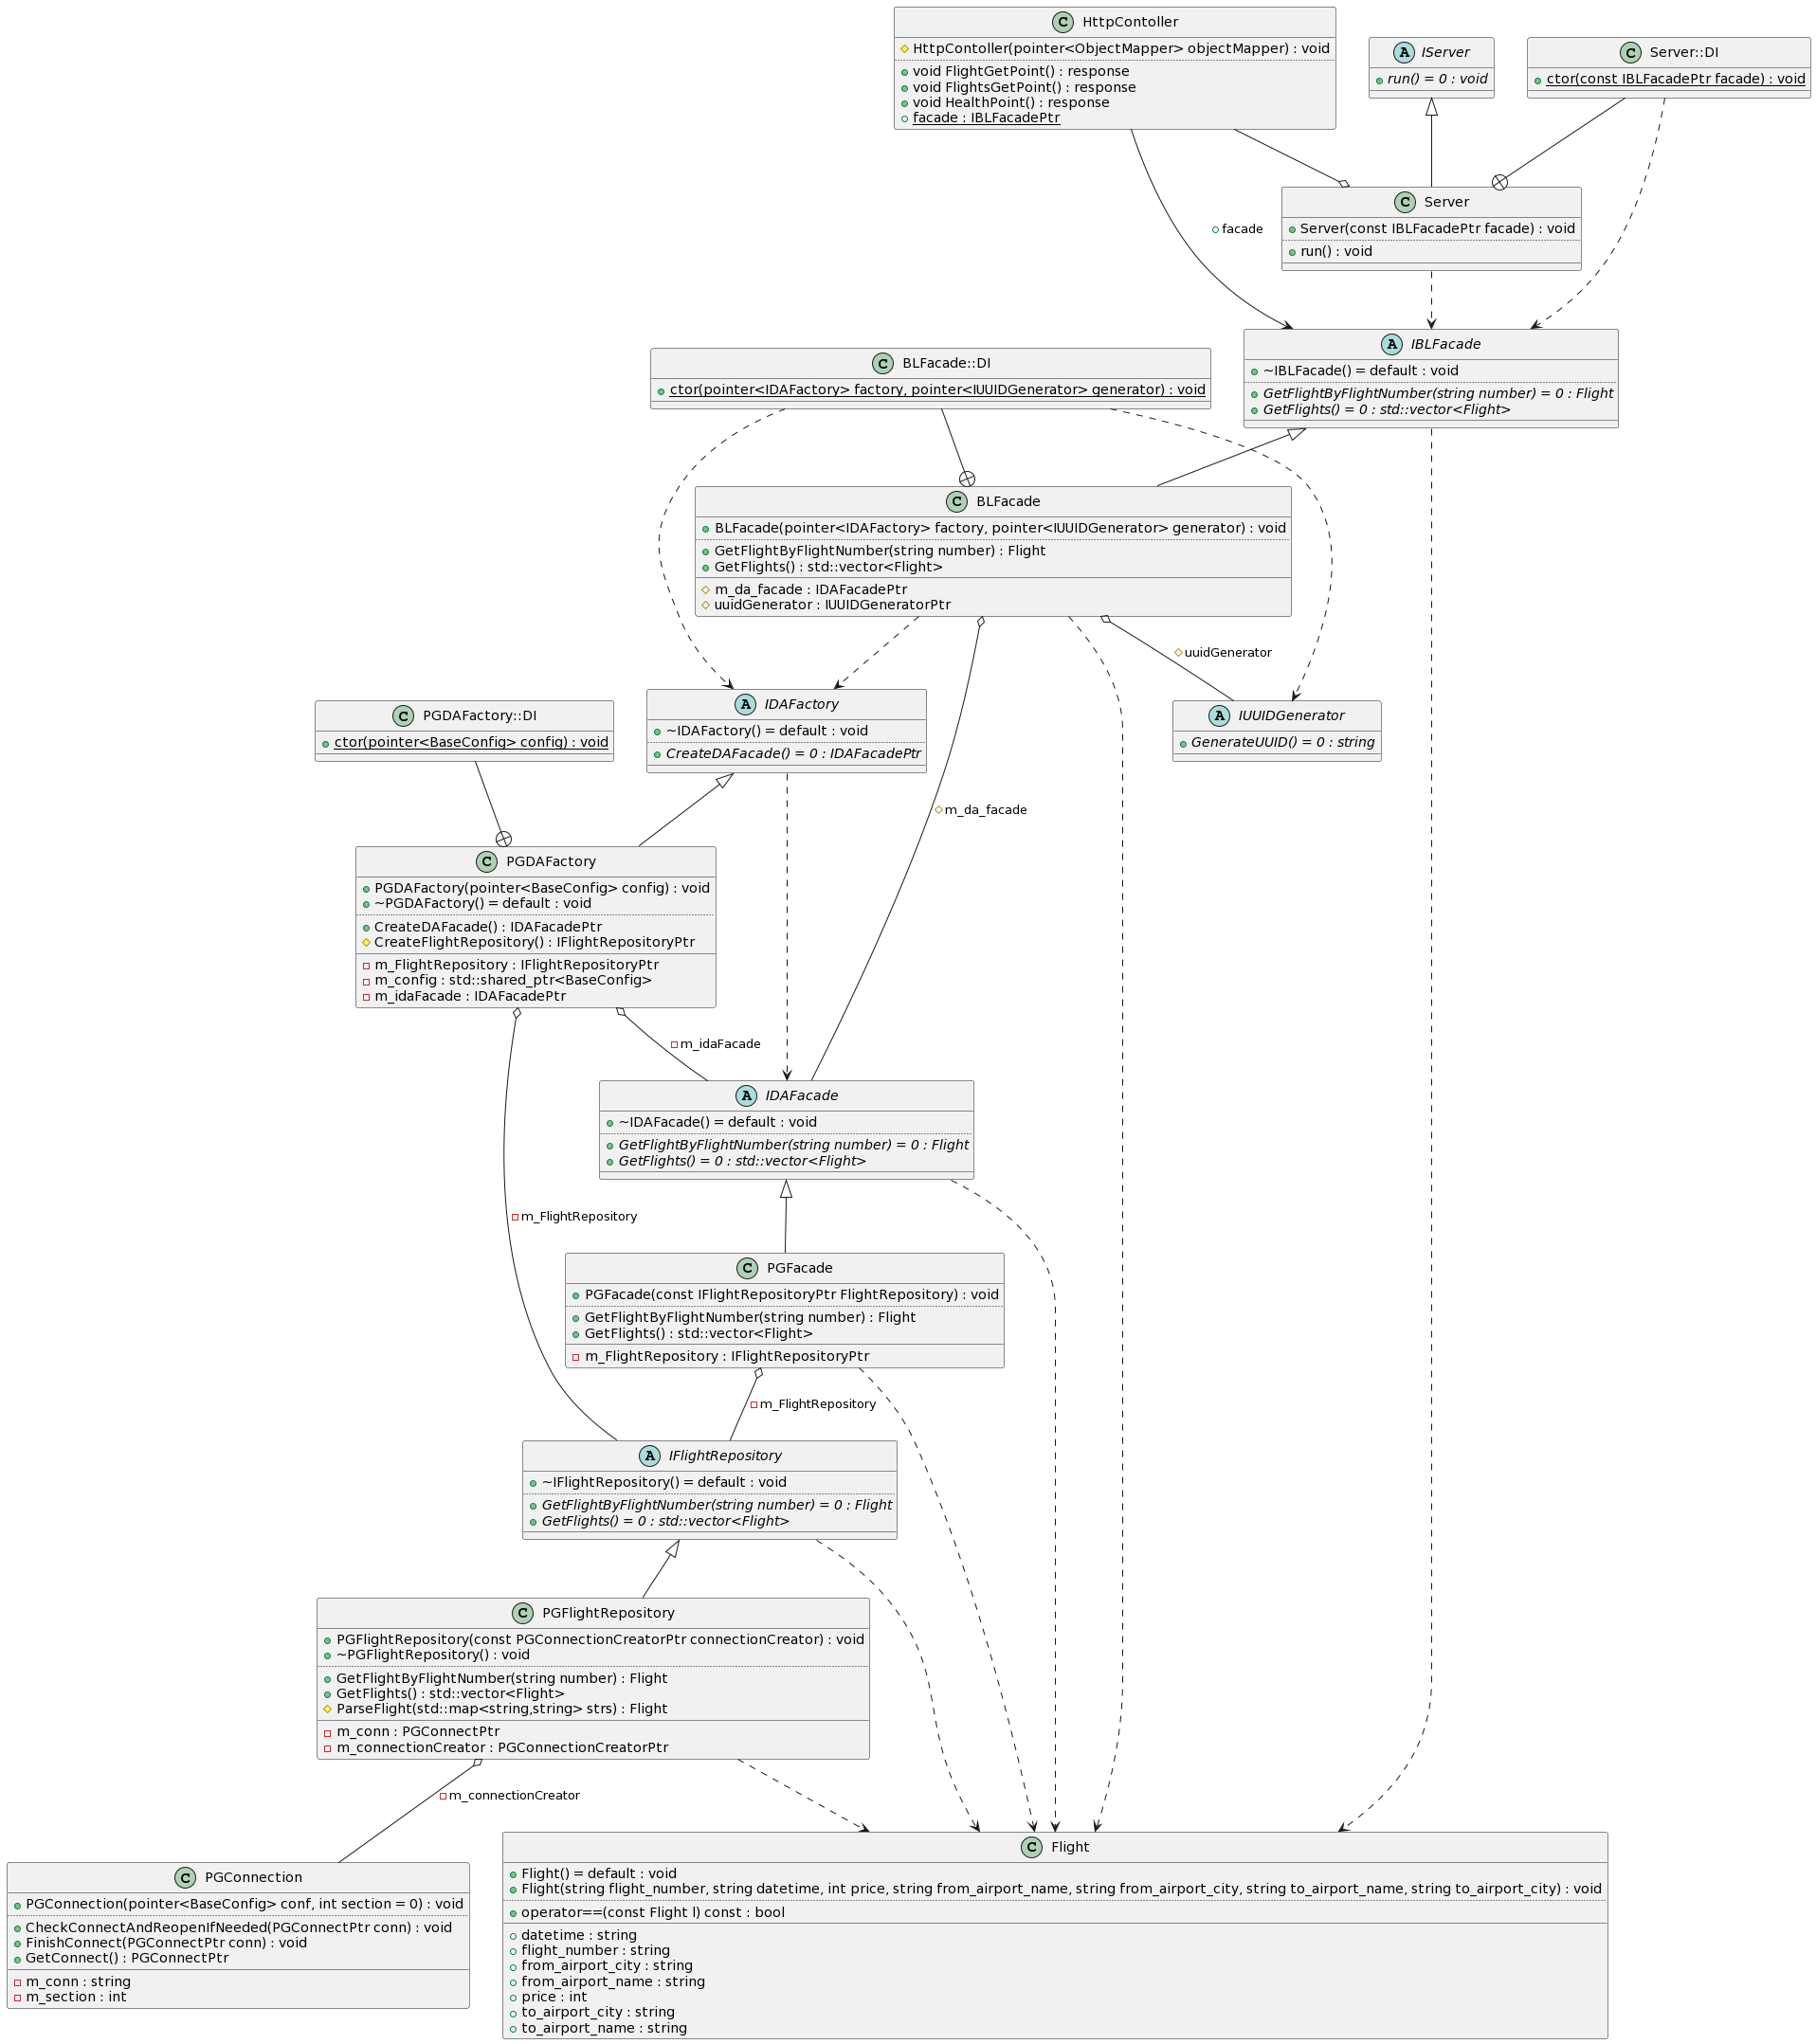 C HttpContoller
HttpContoller(pointer<ObjectMapper> objectMapper) : void
void FlightGetPoint() : response
void FlightsGetPoint() : response
void HealthPoint() : response
facade : IBLFacadePtr
A IServer
run() = 0 : void
C Server::DI
ctor(const IBLFacadePtr facade) : void
C Server
Server(const IBLFacadePtr facade) : void
run() : void
facade
A IBLFacade
~IBLFacade() = default : void
GetFlightByFlightNumber(string number) = 0 : Flight
GetFlights() = 0 : std::vector<Flight>
C BLFacade::DI
ctor(pointer<IDAFactory> factory, pointer<IUUIDGenerator> generator) : void
C BLFacade
BLFacade(pointer<IDAFactory> factory, pointer<IUUIDGenerator> generator) : void
GetFlightByFlightNumber(string number) : Flight
GetFlights() : std::vector<Flight>
m_da_facade : IDAFacadePtr
uuidGenerator : IUUIDGeneratorPtr
uuidGenerator
A IDAFactory
~IDAFactory() = default : void
CreateDAFacade() = 0 : IDAFacadePtr
A IUUIDGenerator
GenerateUUID() = 0 : string
C PGDAFactory::DI
ctor(pointer<BaseConfig> config) : void
m_da_facade
C PGDAFactory
PGDAFactory(pointer<BaseConfig> config) : void
~PGDAFactory() = default : void
CreateDAFacade() : IDAFacadePtr
CreateFlightRepository() : IFlightRepositoryPtr
m_FlightRepository : IFlightRepositoryPtr
m_config : std::shared_ptr<BaseConfig>
m_idaFacade : IDAFacadePtr
m_idaFacade
A IDAFacade
~IDAFacade() = default : void
GetFlightByFlightNumber(string number) = 0 : Flight
GetFlights() = 0 : std::vector<Flight>
m_FlightRepository
C PGFacade
PGFacade(const IFlightRepositoryPtr FlightRepository) : void
GetFlightByFlightNumber(string number) : Flight
GetFlights() : std::vector<Flight>
m_FlightRepository : IFlightRepositoryPtr
m_FlightRepository
A IFlightRepository
~IFlightRepository() = default : void
GetFlightByFlightNumber(string number) = 0 : Flight
GetFlights() = 0 : std::vector<Flight>
C PGFlightRepository
PGFlightRepository(const PGConnectionCreatorPtr connectionCreator) : void
~PGFlightRepository() : void
GetFlightByFlightNumber(string number) : Flight
GetFlights() : std::vector<Flight>
ParseFlight(std::map<string,string> strs) : Flight
m_conn : PGConnectPtr
m_connectionCreator : PGConnectionCreatorPtr
m_connectionCreator
C PGConnection
PGConnection(pointer<BaseConfig> conf, int section = 0) : void
CheckConnectAndReopenIfNeeded(PGConnectPtr conn) : void
FinishConnect(PGConnectPtr conn) : void
GetConnect() : PGConnectPtr
m_conn : string
m_section : int
C Flight
Flight() = default : void
Flight(string flight_number, string datetime, int price, string from_airport_name, string from_airport_city, string to_airport_name, string to_airport_city) : void
operator==(const Flight l) const : bool
datetime : string
flight_number : string
from_airport_city : string
from_airport_name : string
price : int
to_airport_city : string
to_airport_name : string